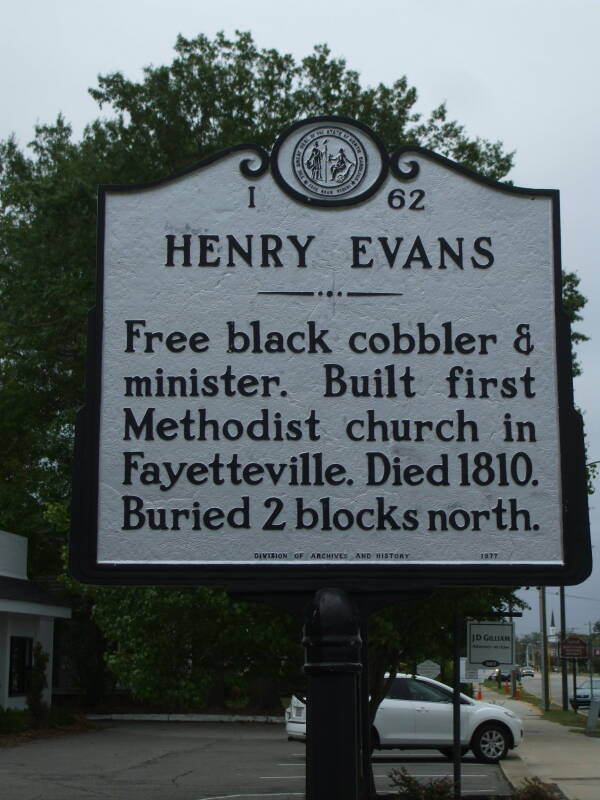 I 62
HENRY EVANS
Free black cobbler &
minister. Built first
Methodist church in
Fayetteville. Died 1810.
Buried 2 blocks north.
DIVISION OF ARCHIVES AND HISTORY 1977
J.D. GILLIAM